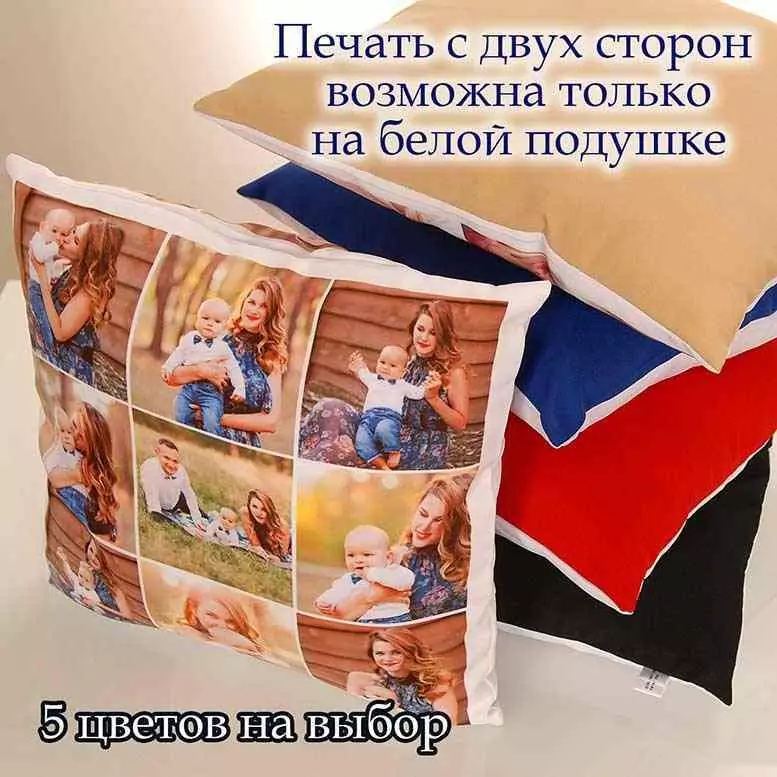 Печать с двух сторон
возможна только
на белой подушке
5 цветов на выбор